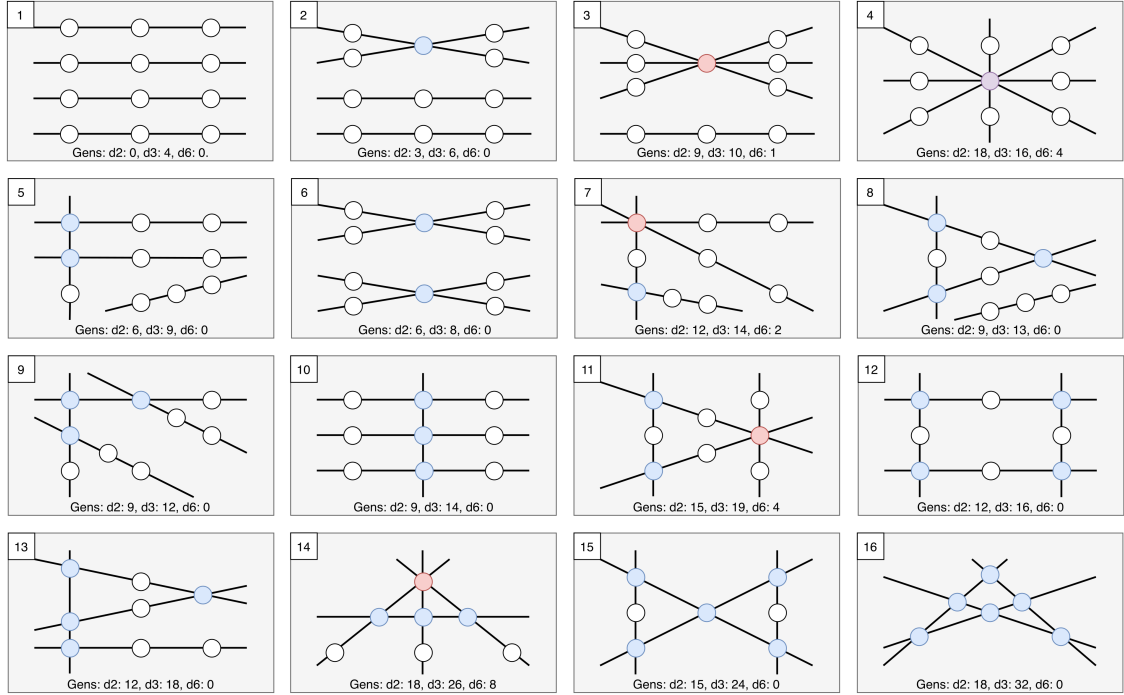 1
Gens: d2: 0, d3: 4, d6: 0.
2
Gens: d2: 3, d3: 6, d6: 0
3
Gens: d2: 9, d3: 10, d6: 1
4
Gens: d2: 18, d3: 16, d6: 4
5
Gens: d2: 6, d3: 9, d6: 0
6
Gens: d2: 6, d3: 8, d6: 0
7
Gens: d2: 12, d3: 14, d6: 2
8
Gens: d2: 9, d3: 13, d6: 0
9
Gens: d2: 9, d3: 12, d6: 0
10
Gens: d2: 9, d3: 14, d6: 0
11
Gens: d2: 15, d3: 19, d6: 4
12
Gens: d2: 12, d3: 16, d6: 0
13
Gens: d2: 12, d3: 18, d6: 0
14
Gens: d2: 18, d3: 26, d6: 8
15
Gens: d2: 15, d3: 24, d6: 0
16
Gens: d2: 18, d3: 32, d6: 0